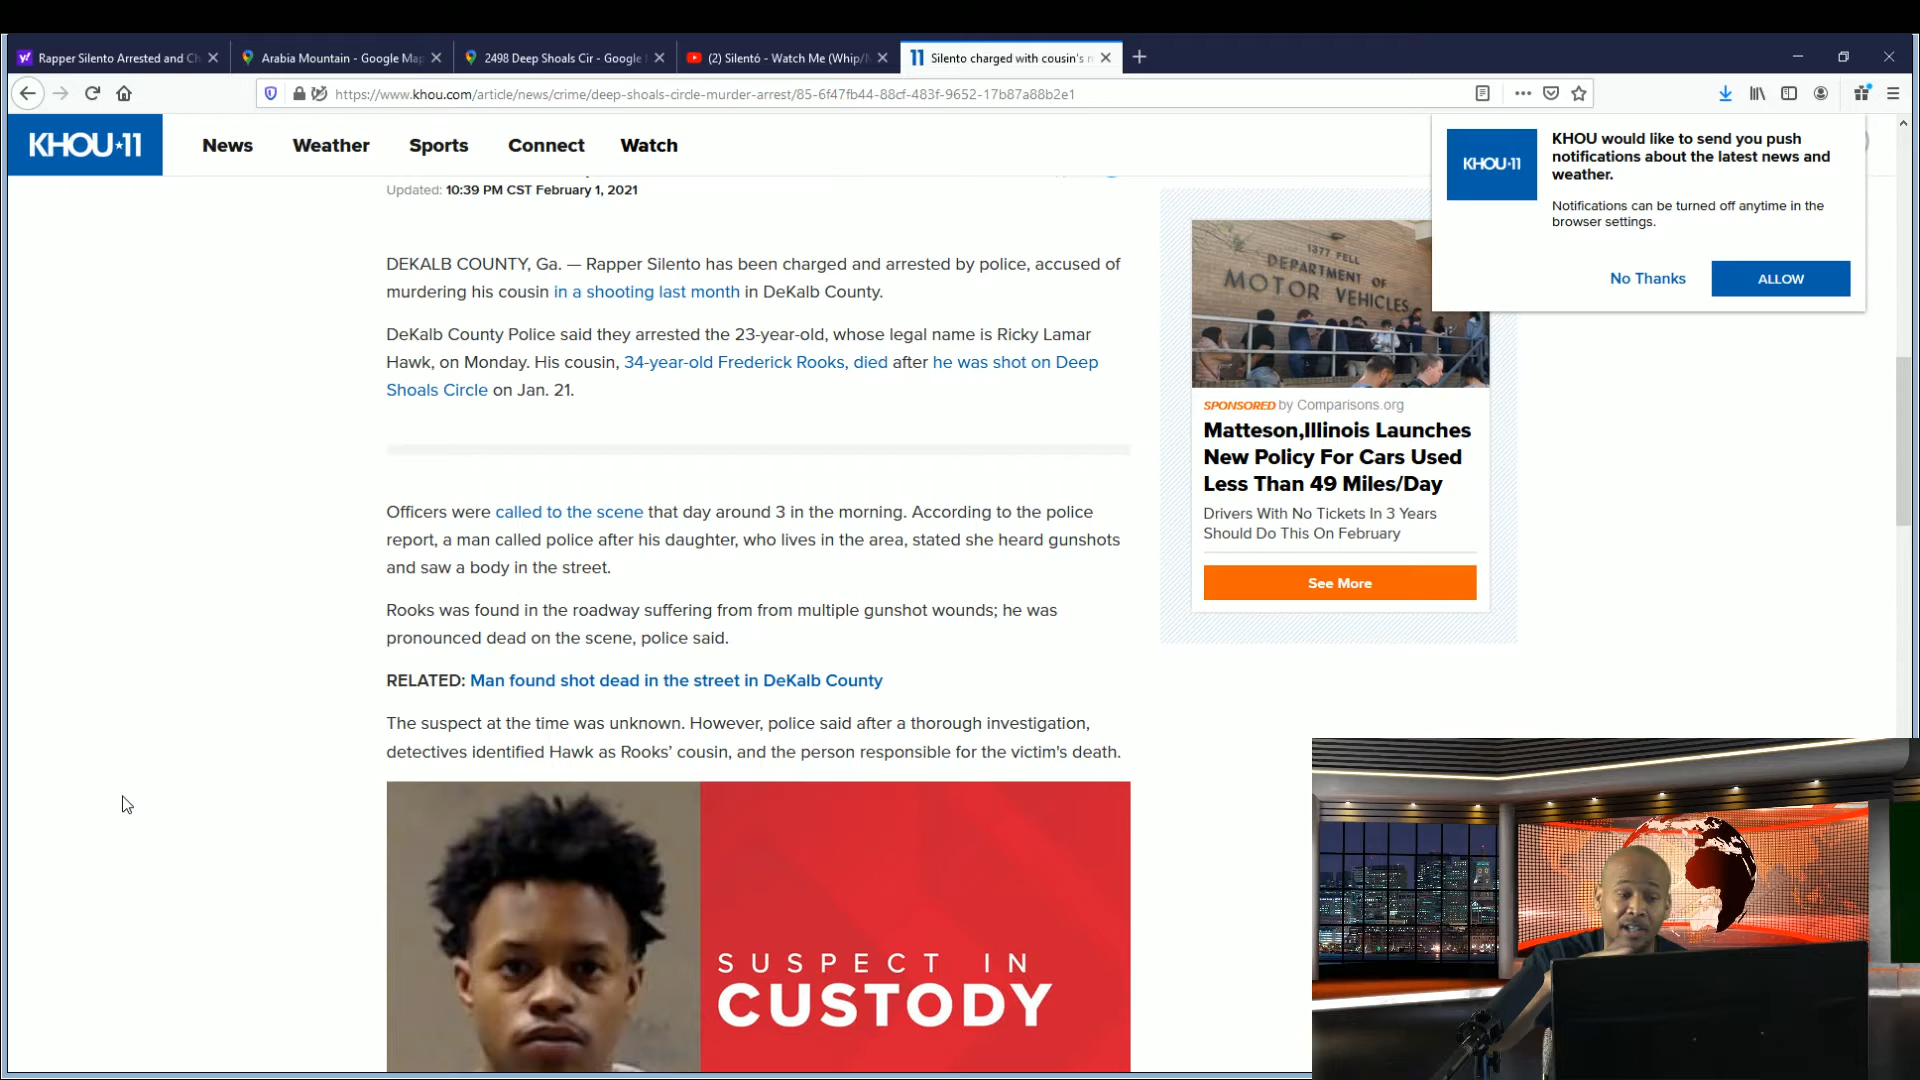 Rapper Silento Arrested and Ch
Arabia Mountain - Google Map
2498 Deep Shoals Cir - Google
(2) Silentó - Watch Me (Whip/N
Silento charged with cousin's
https://www.khou.com/article/news/crime/deep-shoals-circle-murder-arrest/85-6f47fb44-88cf-483f-9652-17b87a88b2e1
KHOU★11
News
Weather
Sports
Connect
Watch
KHOU★11
KHOU would like to send you push
notifications about the latest news and
weather.
Notifications can be turned off anytime in the
browser settings.
No Thanks
ALLOW
Updated: 10:39 PM CST February 1, 2021
DEKALB COUNTY, Ga. — Rapper Silento has been charged and arrested by police, accused of
murdering his cousin in a shooting last month in DeKalb County.
DeKalb County Police said they arrested the 23-year-old, whose legal name is Ricky Lamar
Hawk, on Monday. His cousin, 34-year-old Frederick Rooks, died after he was shot on Deep
Shoals Circle on Jan. 21.
Officers were called to the scene that day around 3 in the morning. According to the police
report, a man called police after his daughter, who lives in the area, stated she heard gunshots
and saw a body in the street.
Rooks was found in the roadway suffering from from multiple gunshot wounds; he was
pronounced dead on the scene, police said.
RELATED: Man found shot dead in the street in DeKalb County
The suspect at the time was unknown. However, police said after a thorough investigation,
detectives identified Hawk as Rooks' cousin, and the person responsible for the victim's death.
SUSPECT IN
CUSTODY
1377 FELL
DEPARTMENT OF
MOTOR VEHICLES
SPONSORED by Comparisons.org
Matteson,Illinois Launches
New Policy For Cars Used
Less Than 49 Miles/Day
Drivers With No Tickets In 3 Years
Should Do This On February
See More